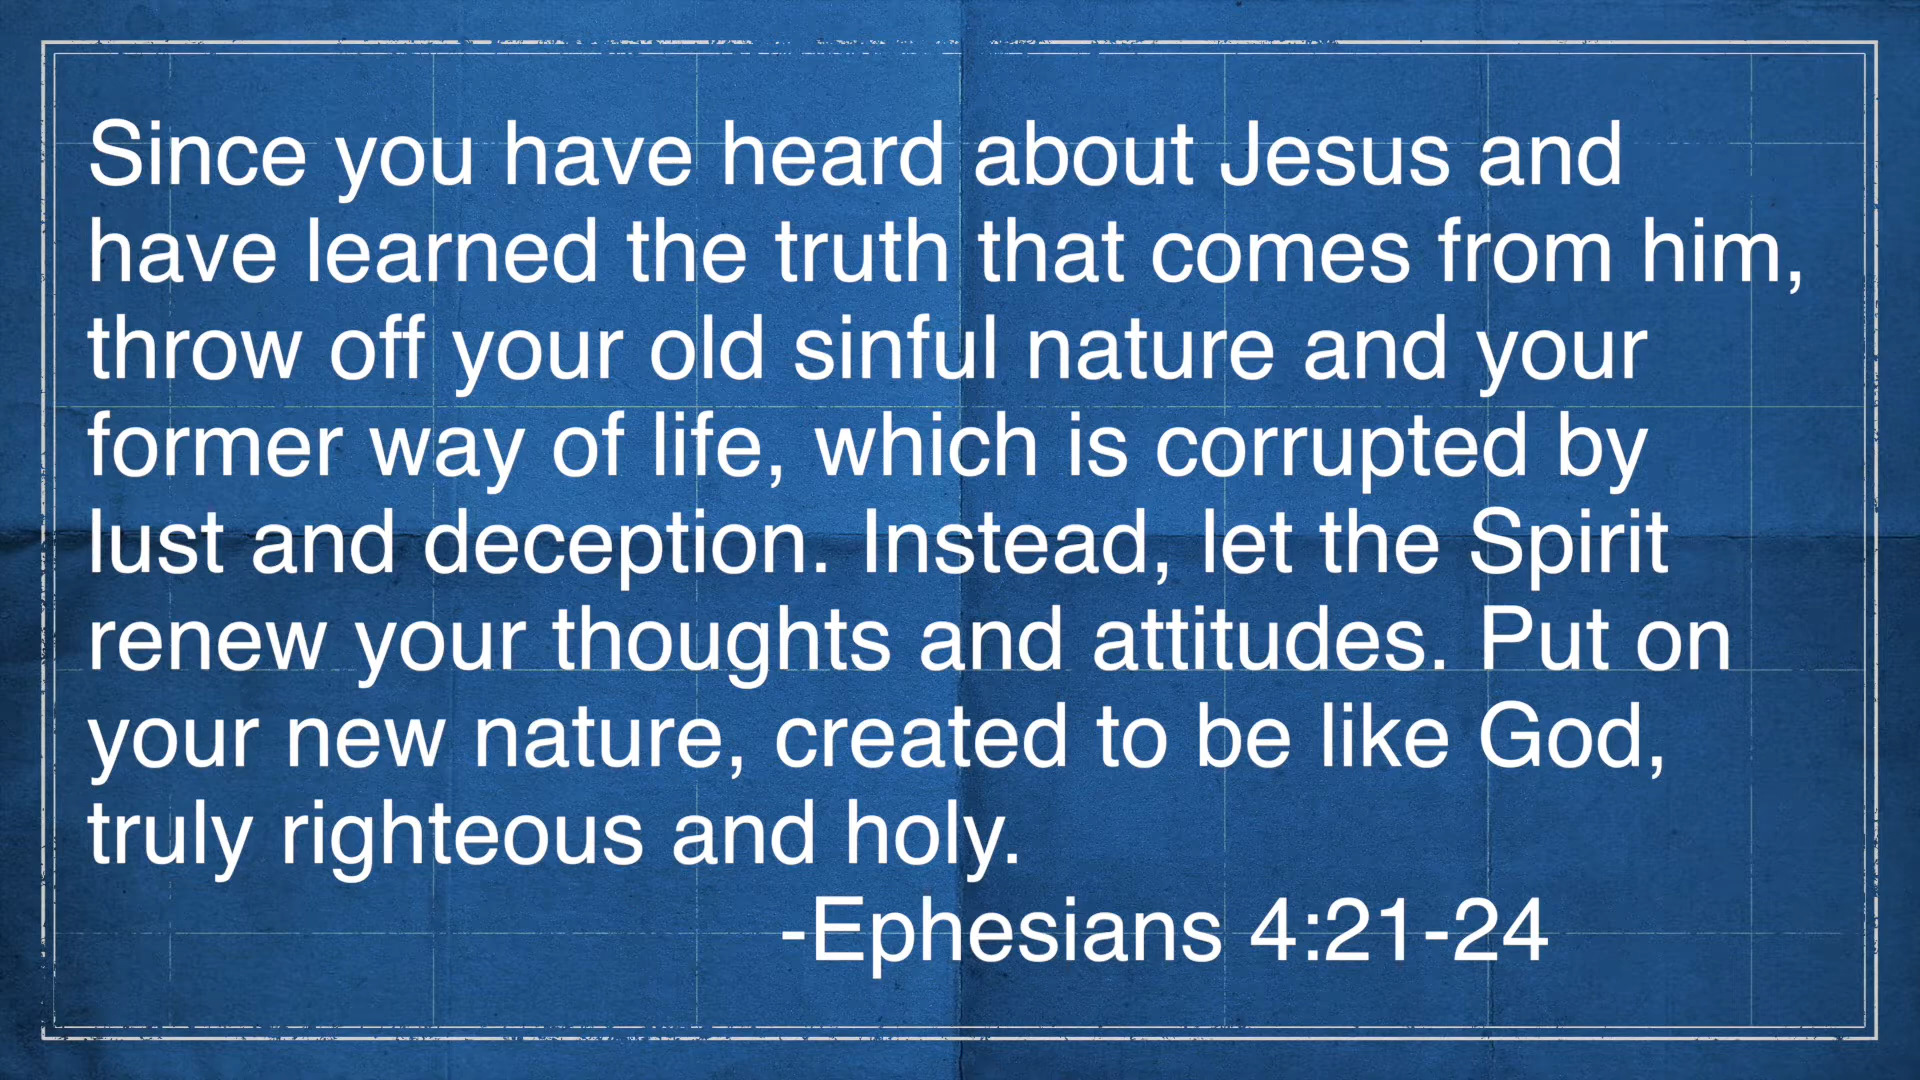 Since you have heard about Jesus and
have learned the truth that comes from him,
throw off your old sinful nature and your
former way of life, which is corrupted by
lust and deception. Instead, let the Spirit
renew your thoughts and attitudes. Put on
your new nature, created to be like God,
truly righteous and holy.
-Ephesians 4:21-24